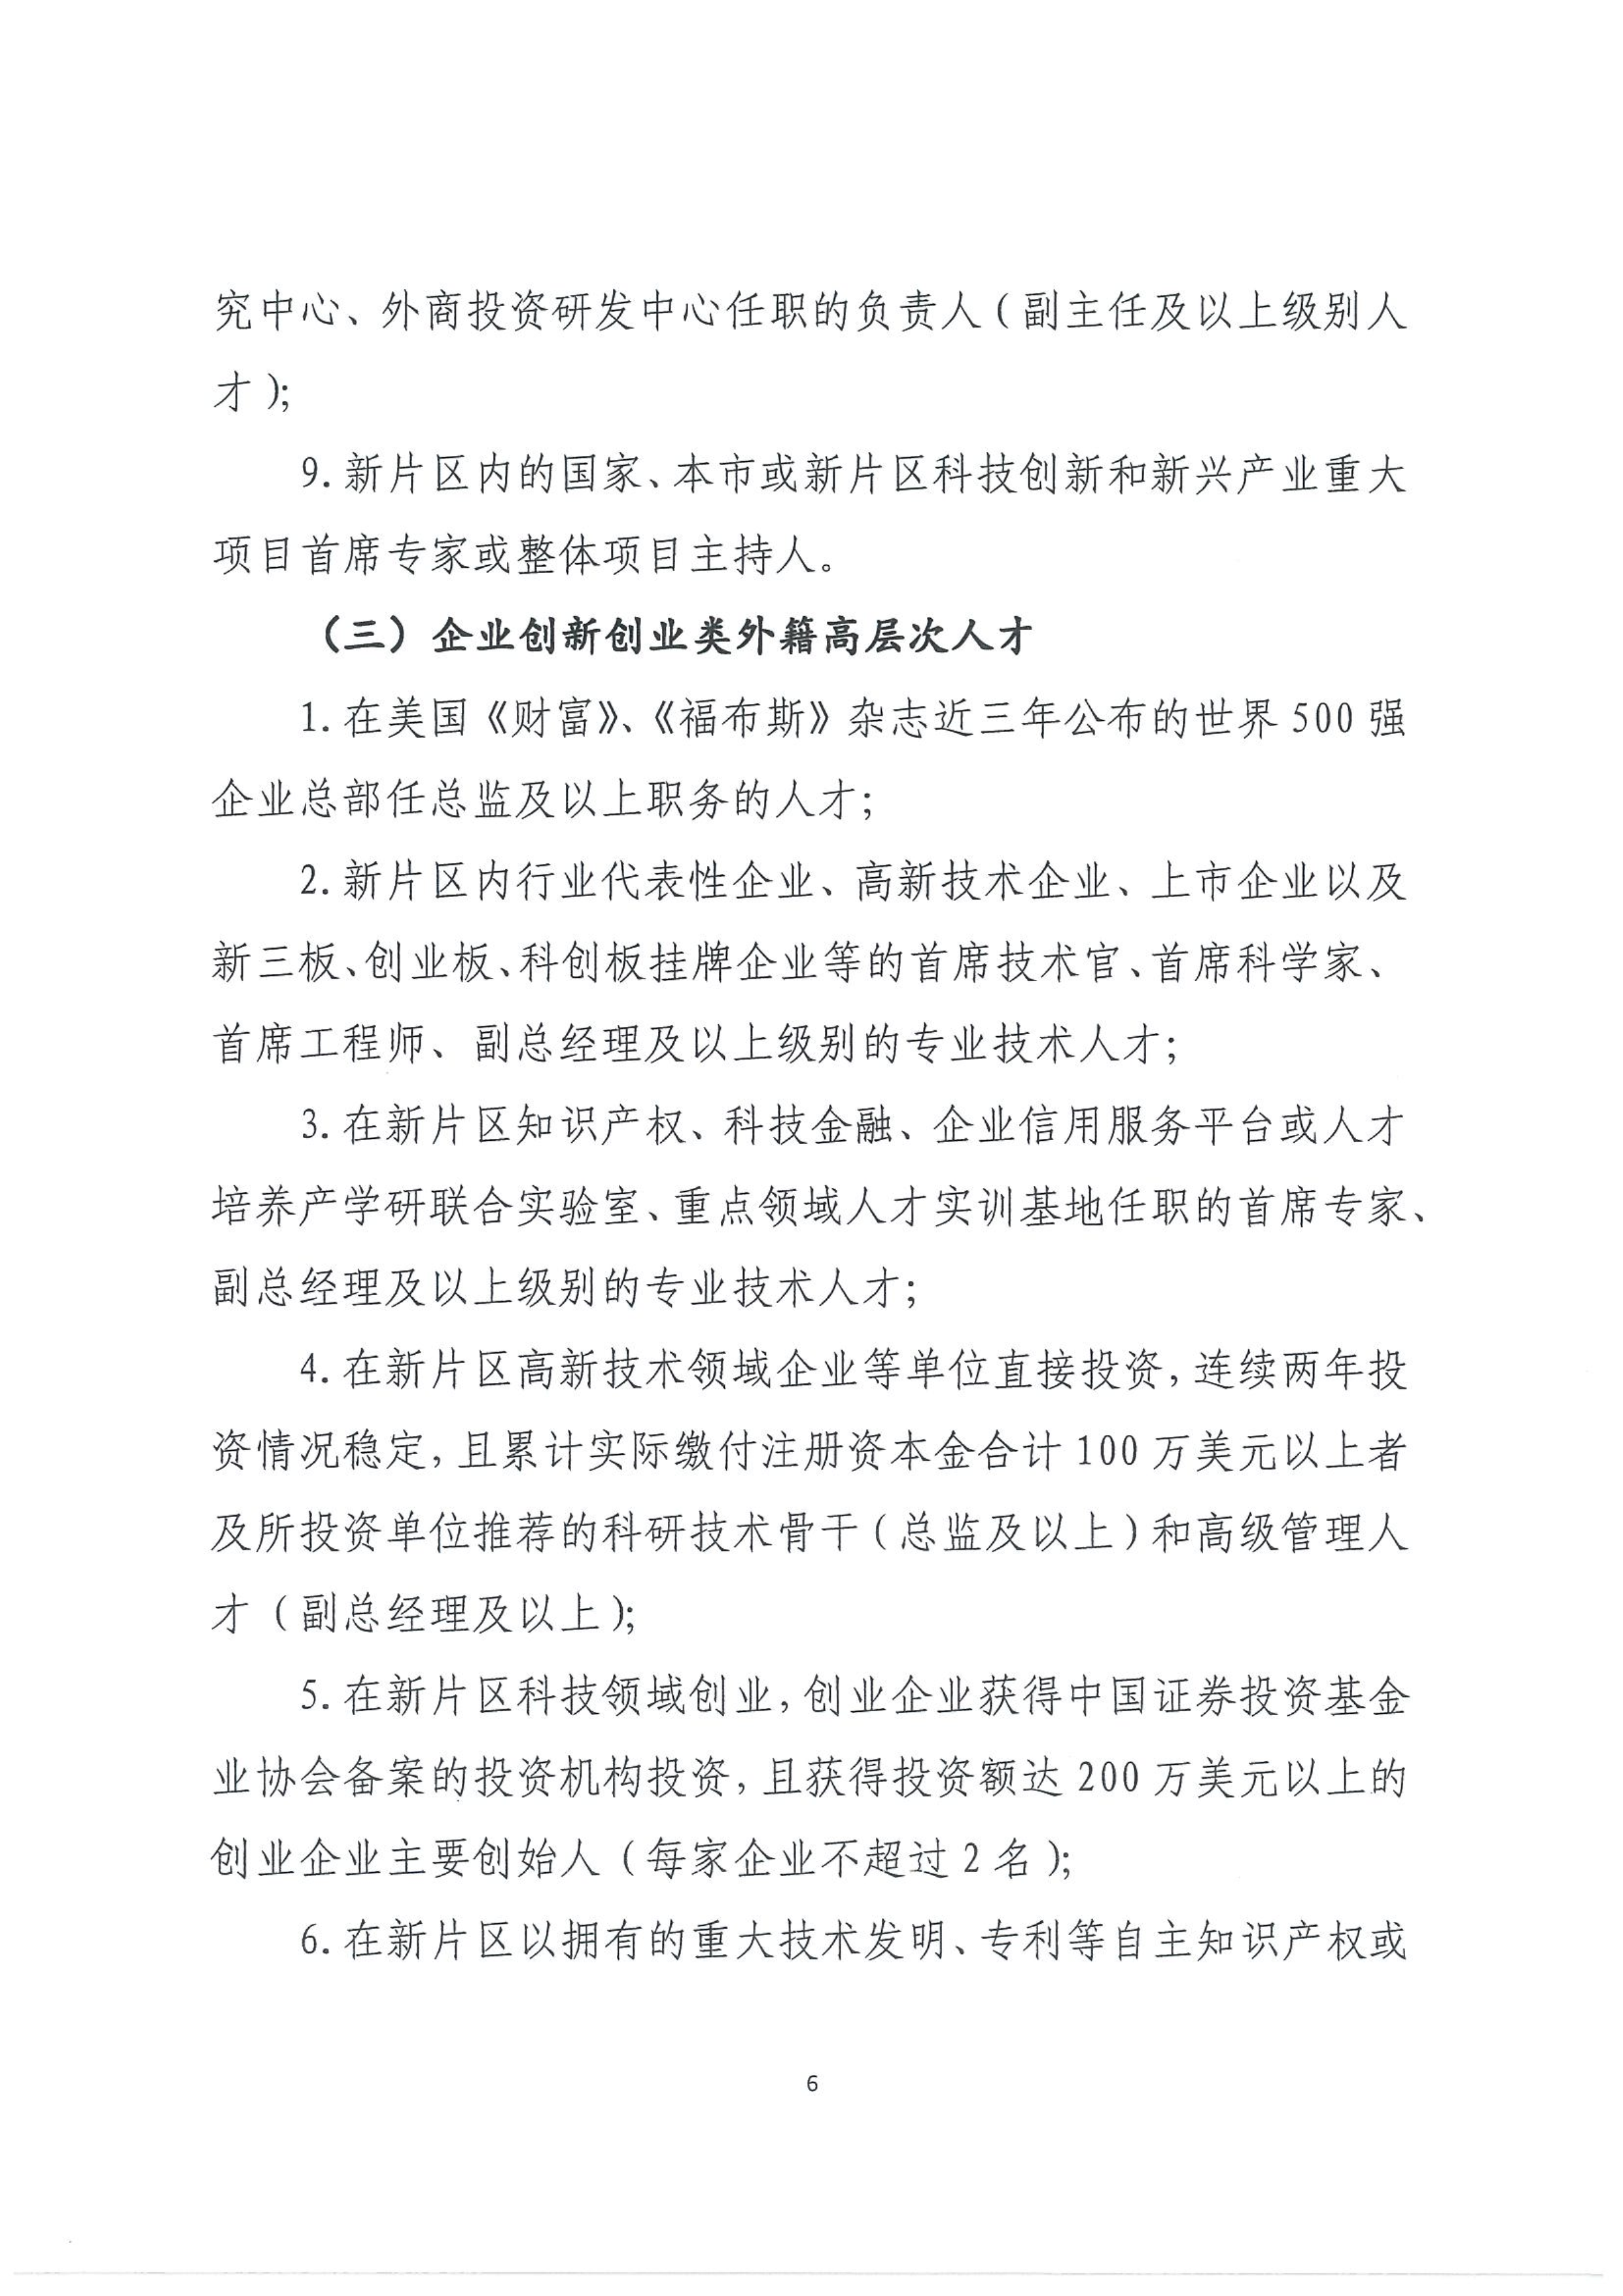 究中心、外商投资研发中心任职的负责人（副主任及以上级别人
才）；
9.新片区内的国家、本市或新片区科技创新和新兴产业重大
项目首席专家或整体项目主持人。
（三）企业创新创业类外籍高层次人才
1.在美国《财富》、《福布斯》杂志近三年公布的世界 500 强
企业总部任总监及以上职务的人才；
2.新片区内行业代表性企业、高新技术企业、上市企业以及
新三板、创业板、科创板挂牌企业等的首席技术官、首席科学家、
首席工程师、副总经理及以上级别的专业技术人才；
3.在新片区知识产权、科技金融、企业信用服务平台或人才
培养产学研联合实验室、重点领域人才实训基地任职的首席专家、
副总经理及以上级别的专业技术人才；
4.在新片区高新技术领域企业等单位直接投资，连续两年投
资情况稳定，且累计实际缴付注册资本金合计 100 万美元以上者
及所投资单位推荐的科研技术骨干（总监及以上）和高级管理人
才（副总经理及以上）；
5.在新片区科技领域创业，创业企业获得中国证券投资基金
业协会备案的投资机构投资，且获得投资额达 200 万美元以上的
创业企业主要创始人（每家企业不超过 2 名）；
6.在新片区以拥有的重大技术发明、专利等自主知识产权或
6